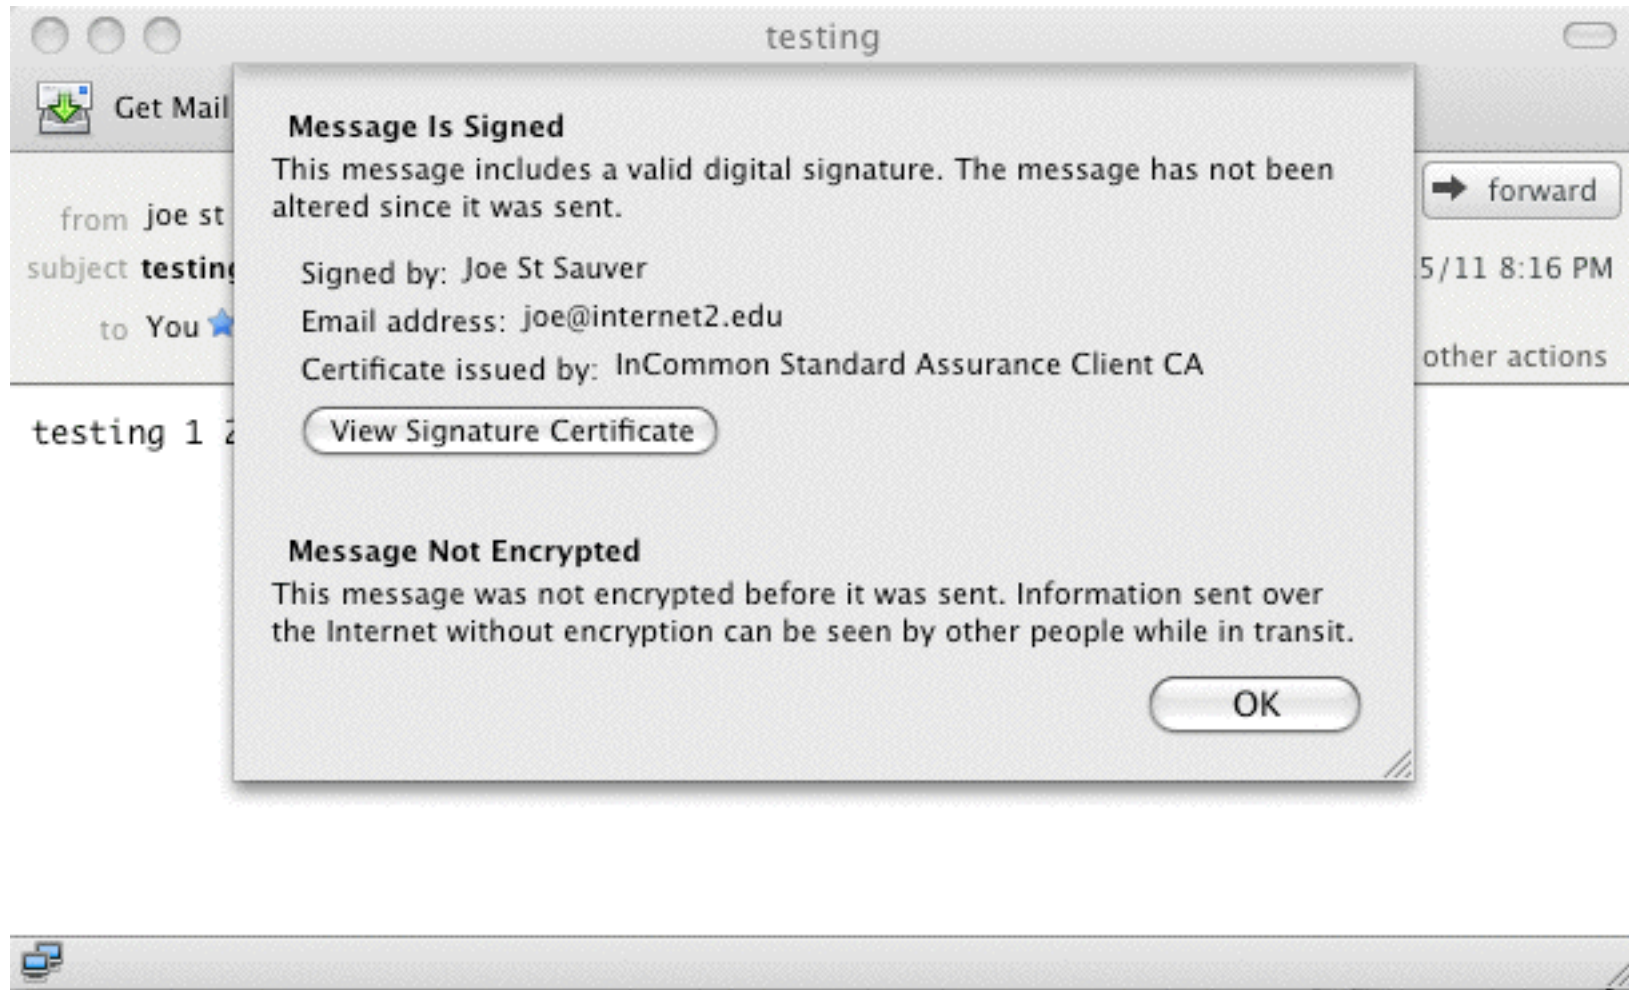 testing
Get Mail
Message Is Signed
This message includes a valid digital signature. The message has not been
altered since it was sent.
forward
from joe st
subject testing
5/11 8:16 PM
to You
Signed by: Joe St Sauver
Email address: joe@internet2.edu
Certificate issued by: InCommon Standard Assurance Client CA
other actions
testing 1
View Signature Certificate
Message Not Encrypted
This message was not encrypted before it was sent. Information sent over
the Internet without encryption can be seen by other people while in transit.
OK